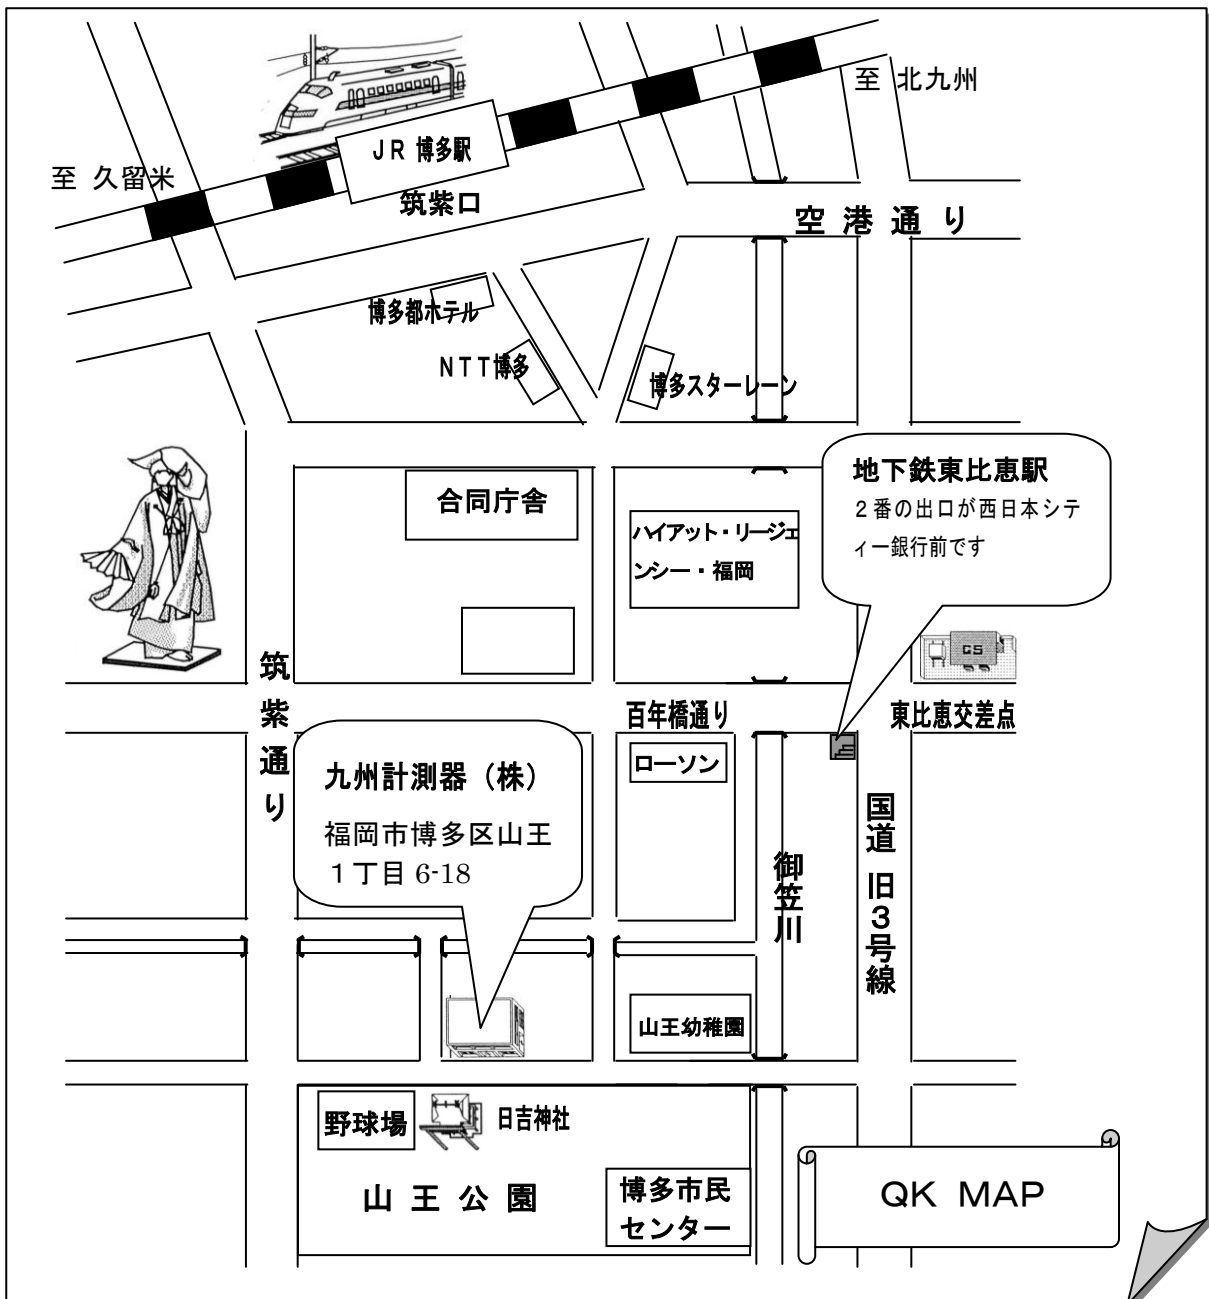 至 北九州
ＪＲ 博多駅
至 久留米
筑紫口
空 港 通 り
博多都ホテル
ＮＴＴ博多
博多スターレーン
地下鉄東比恵駅
２番の出口が西日本シテ
ィー銀行前です
合同庁舎
ハイアット・リージェ
ンシー・福岡
GS
筑紫通り
百年橋通り
東比恵交差点
九州計測器（株）
福岡市博多区山王
１丁目 6-18
ローソン
御笠川
国道 旧３号線
山王幼稚園
野球場
日吉神社
山 王 公 園
博多市民
センター
ＱＫ ＭＡＰ